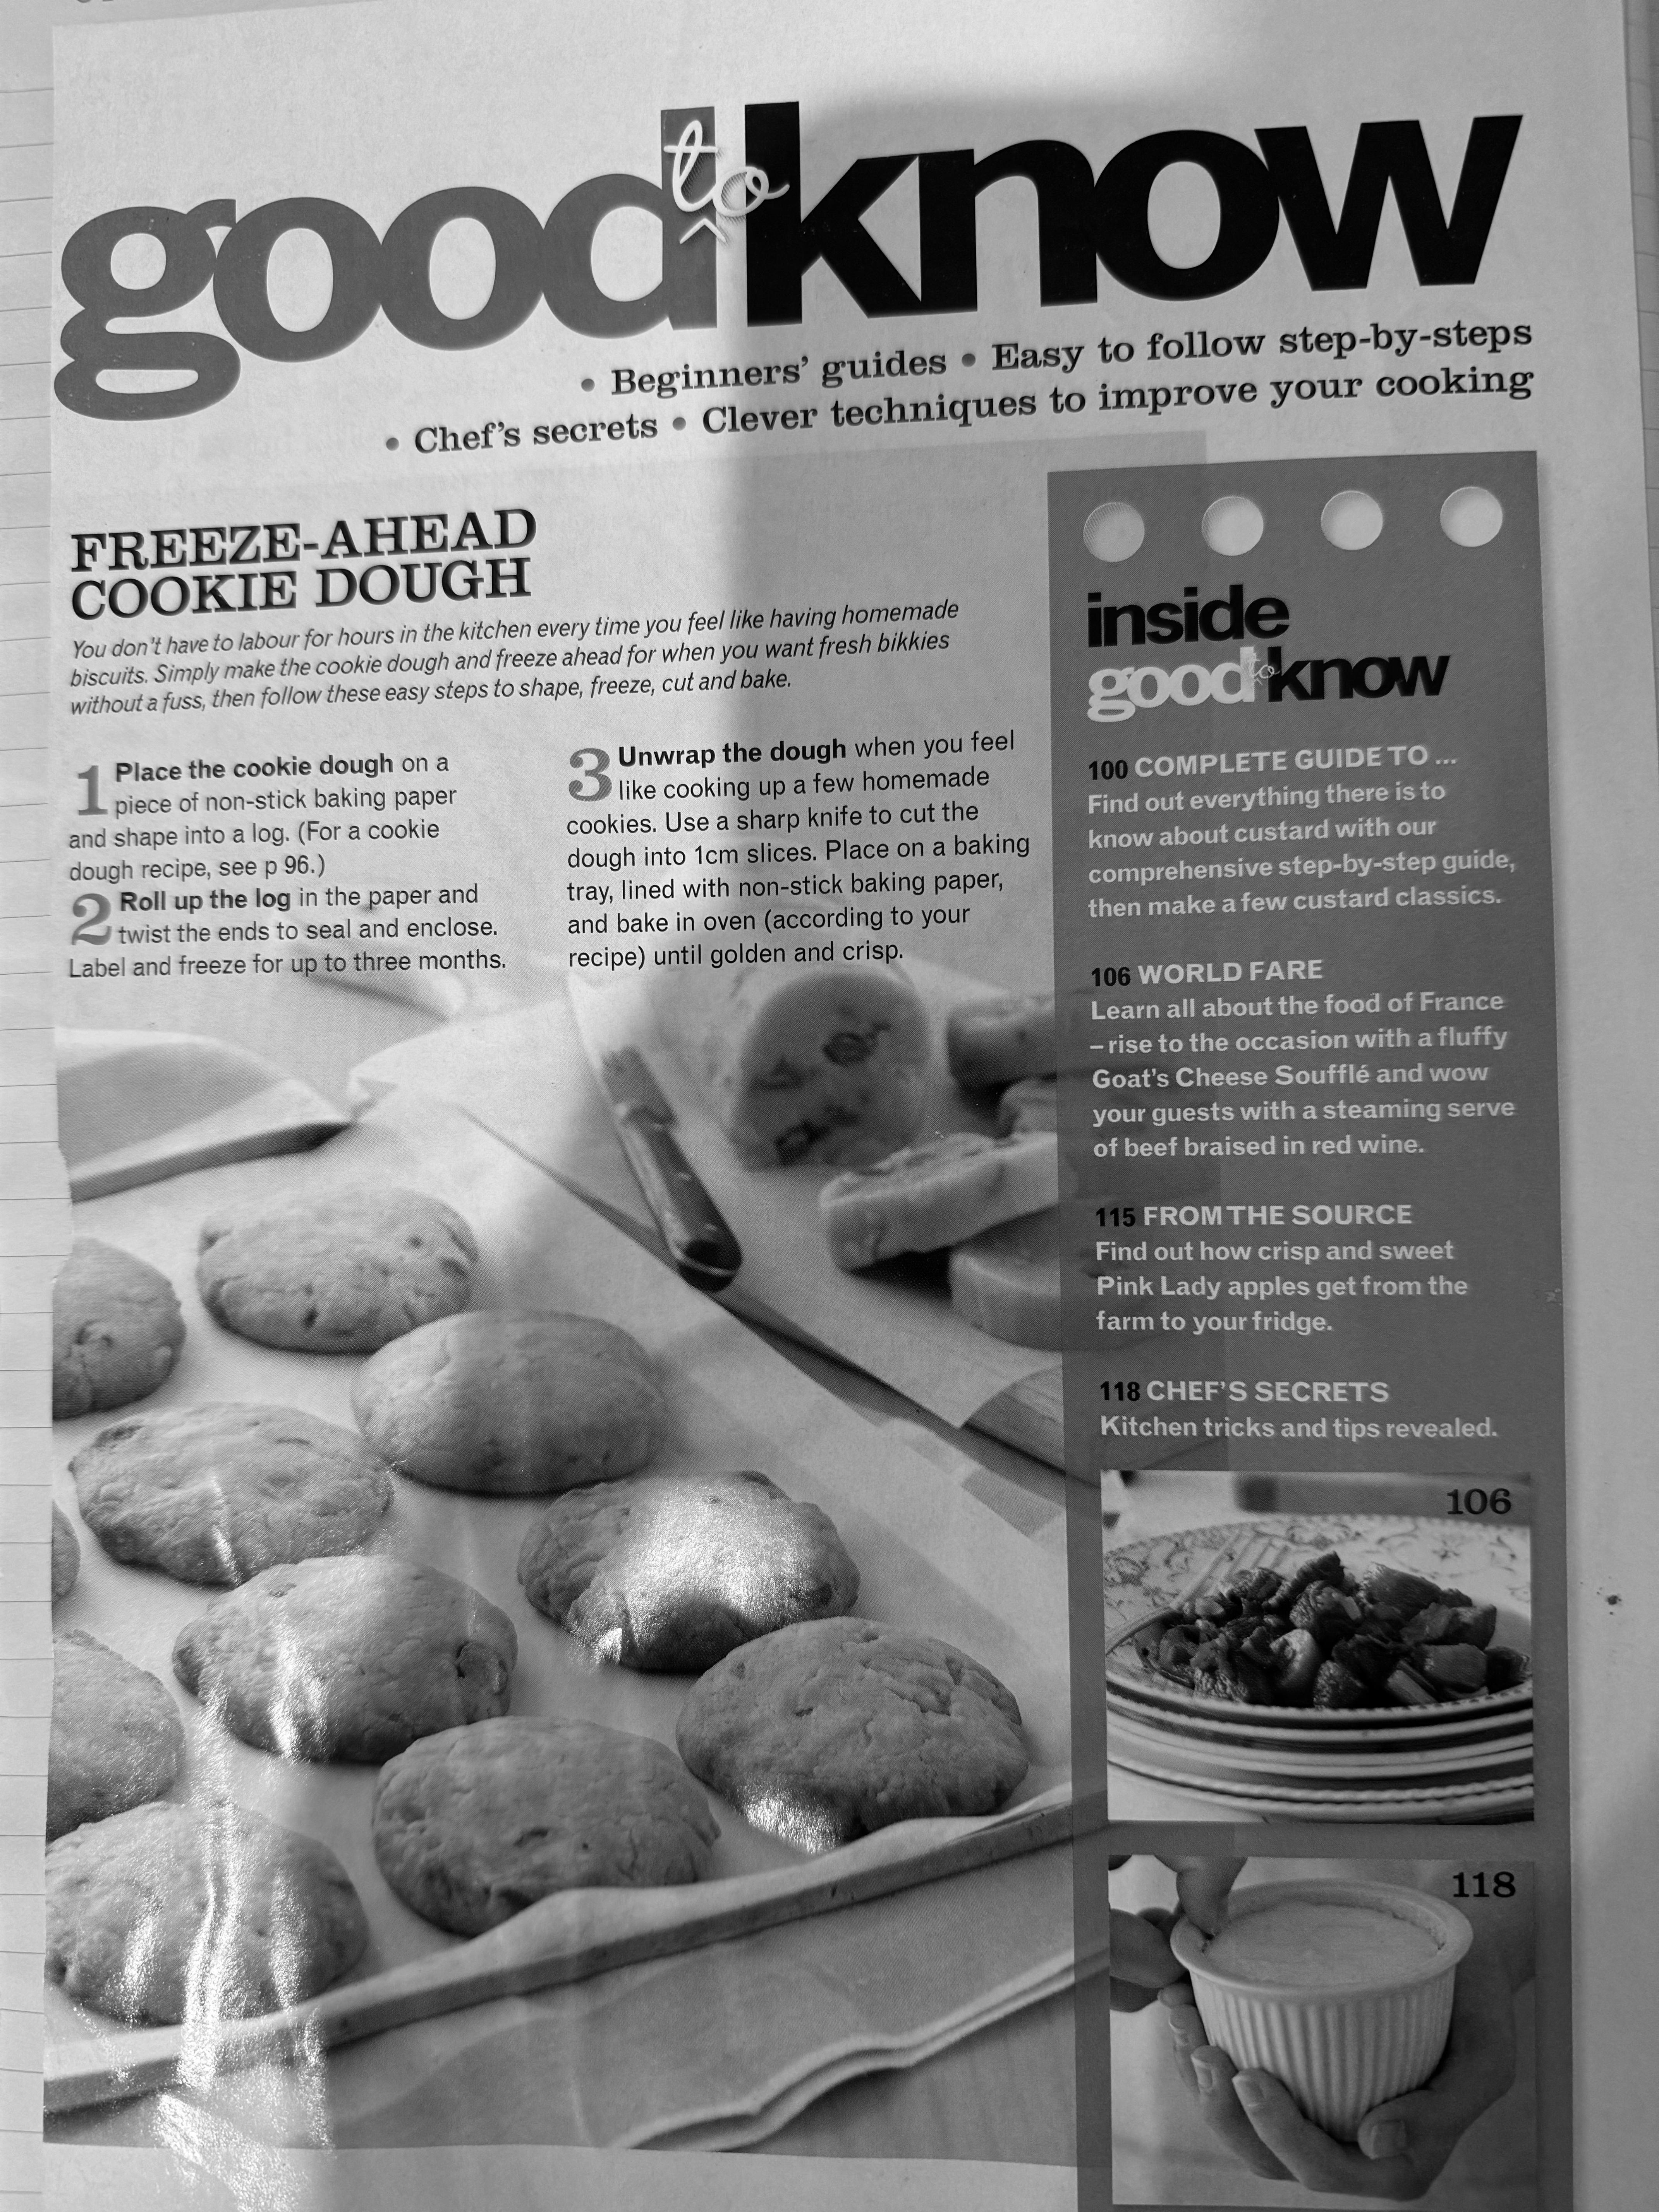 good to know
• Beginners' guides • Easy to follow step-by-steps
• Chef's secrets • Clever techniques to improve your cooking
FREEZE-AHEAD
COOKIE DOUGH
You don't have to labour for hours in the kitchen every time you feel like having homemade
biscuits. Simply make the cookie dough and freeze ahead for when you want fresh bikkies
without a fuss, then follow these easy steps to shape, freeze, cut and bake.
1 Place the cookie dough on a
piece of non-stick baking paper
and shape into a log. (For a cookie
dough recipe, see p 96.)
2 Roll up the log in the paper and
twist the ends to seal and enclose.
Label and freeze for up to three months.
3 Unwrap the dough when you feel
like cooking up a few homemade
cookies. Use a sharp knife to cut the
dough into 1cm slices. Place on a baking
tray, lined with non-stick baking paper,
and bake in oven (according to your
recipe) until golden and crisp.
inside
good to know
100 COMPLETE GUIDE TO ...
Find out everything there is to
know about custard with our
comprehensive step-by-step guide,
then make a few custard classics.
106 WORLD FARE
Learn all about the food of France
– rise to the occasion with a fluffy
Goat's Cheese Soufflé and wow
your guests with a steaming serve
of beef braised in red wine.
115 FROM THE SOURCE
Find out how crisp and sweet
Pink Lady apples get from the
farm to your fridge.
118 CHEF'S SECRETS
Kitchen tricks and tips revealed.
106
118